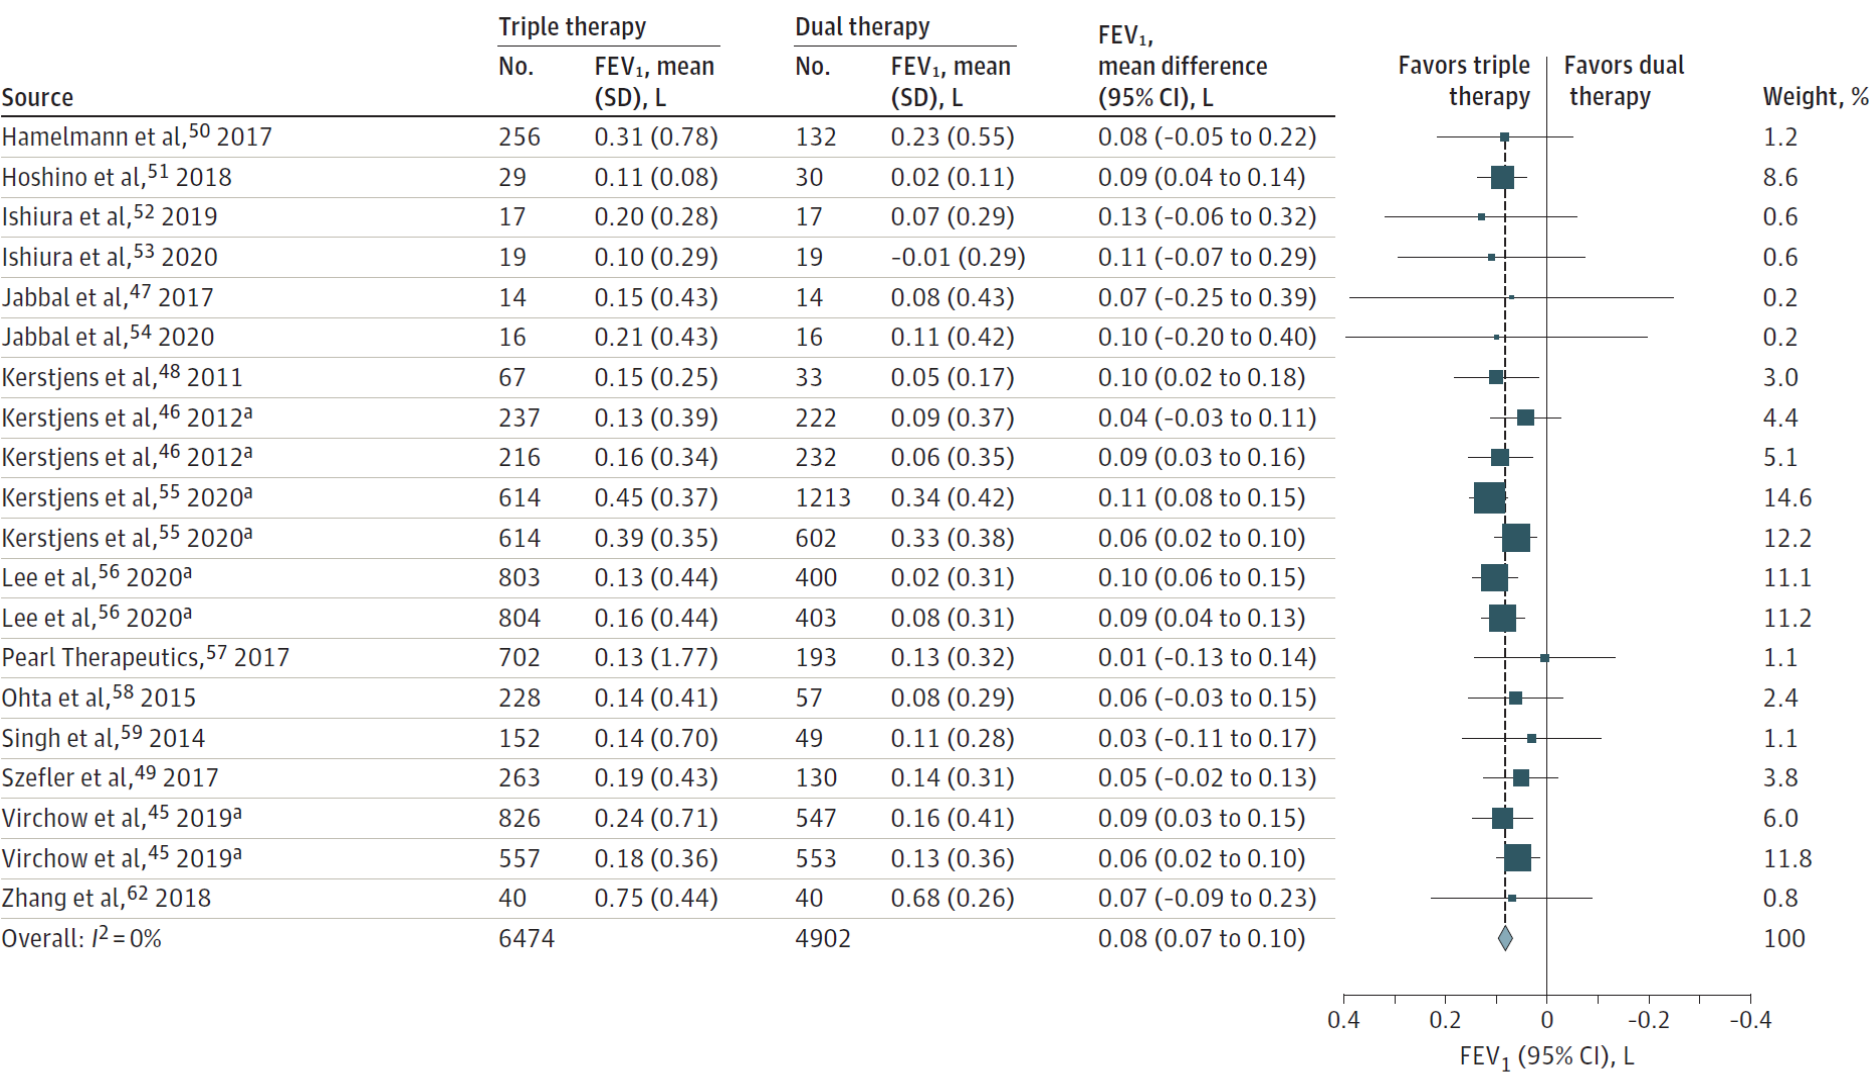 Triple therapy Dual therapy FEV₁, mean difference (95% CI), L Favors triple therapy Favors dual therapy Weight, %
Source No. FEV₁, mean (SD), L No. FEV₁, mean (SD), L
Hamelmann et al,50 2017 256 0.31 (0.78) 132 0.23 (0.55) 0.08 (-0.05 to 0.22) 1.2
Hoshino et al,51 2018 29 0.11 (0.08) 30 0.02 (0.11) 0.09 (0.04 to 0.14) 8.6
Ishiura et al,52 2019 17 0.20 (0.28) 17 0.07 (0.29) 0.13 (-0.06 to 0.32) 0.6
Ishiura et al,53 2020 19 0.10 (0.29) 19 -0.01 (0.29) 0.11 (-0.07 to 0.29) 0.6
Jabbal et al,47 2017 14 0.15 (0.43) 14 0.08 (0.43) 0.07 (-0.25 to 0.39) 0.2
Jabbal et al,54 2020 16 0.21 (0.43) 16 0.11 (0.42) 0.10 (-0.20 to 0.40) 0.2
Kerstjens et al,48 2011 67 0.15 (0.25) 33 0.05 (0.17) 0.10 (0.02 to 0.18) 3.0
Kerstjens et al,46 2012a 237 0.13 (0.39) 222 0.09 (0.37) 0.04 (-0.03 to 0.11) 4.4
Kerstjens et al,46 2012a 216 0.16 (0.34) 232 0.06 (0.35) 0.09 (0.03 to 0.16) 5.1
Kerstjens et al,55 2020a 614 0.45 (0.37) 1213 0.34 (0.42) 0.11 (0.08 to 0.15) 14.6
Kerstjens et al,55 2020a 614 0.39 (0.35) 602 0.33 (0.38) 0.06 (0.02 to 0.10) 12.2
Lee et al,56 2020a 803 0.13 (0.44) 400 0.02 (0.31) 0.10 (0.06 to 0.15) 11.1
Lee et al,56 2020a 804 0.16 (0.44) 403 0.08 (0.31) 0.09 (0.04 to 0.13) 11.2
Pearl Therapeutics,57 2017 702 0.13 (1.77) 193 0.13 (0.32) 0.01 (-0.13 to 0.14) 1.1
Ohta et al,58 2015 228 0.14 (0.41) 57 0.08 (0.29) 0.06 (-0.03 to 0.15) 2.4
Singh et al,59 2014 152 0.14 (0.70) 49 0.11 (0.28) 0.03 (-0.11 to 0.17) 1.1
Szefler et al,49 2017 263 0.19 (0.43) 130 0.14 (0.31) 0.05 (-0.02 to 0.13) 3.8
Virchow et al,45 2019a 826 0.24 (0.71) 547 0.16 (0.41) 0.09 (0.03 to 0.15) 6.0
Virchow et al,45 2019a 557 0.18 (0.36) 553 0.13 (0.36) 0.06 (0.02 to 0.10) 11.8
Zhang et al,62 2018 40 0.75 (0.44) 40 0.68 (0.26) 0.07 (-0.09 to 0.23) 0.8
Overall: I² = 0% 6474 4902 0.08 (0.07 to 0.10) 100
0.4 0.2 0 -0.2 -0.4
FEV₁ (95% CI), L